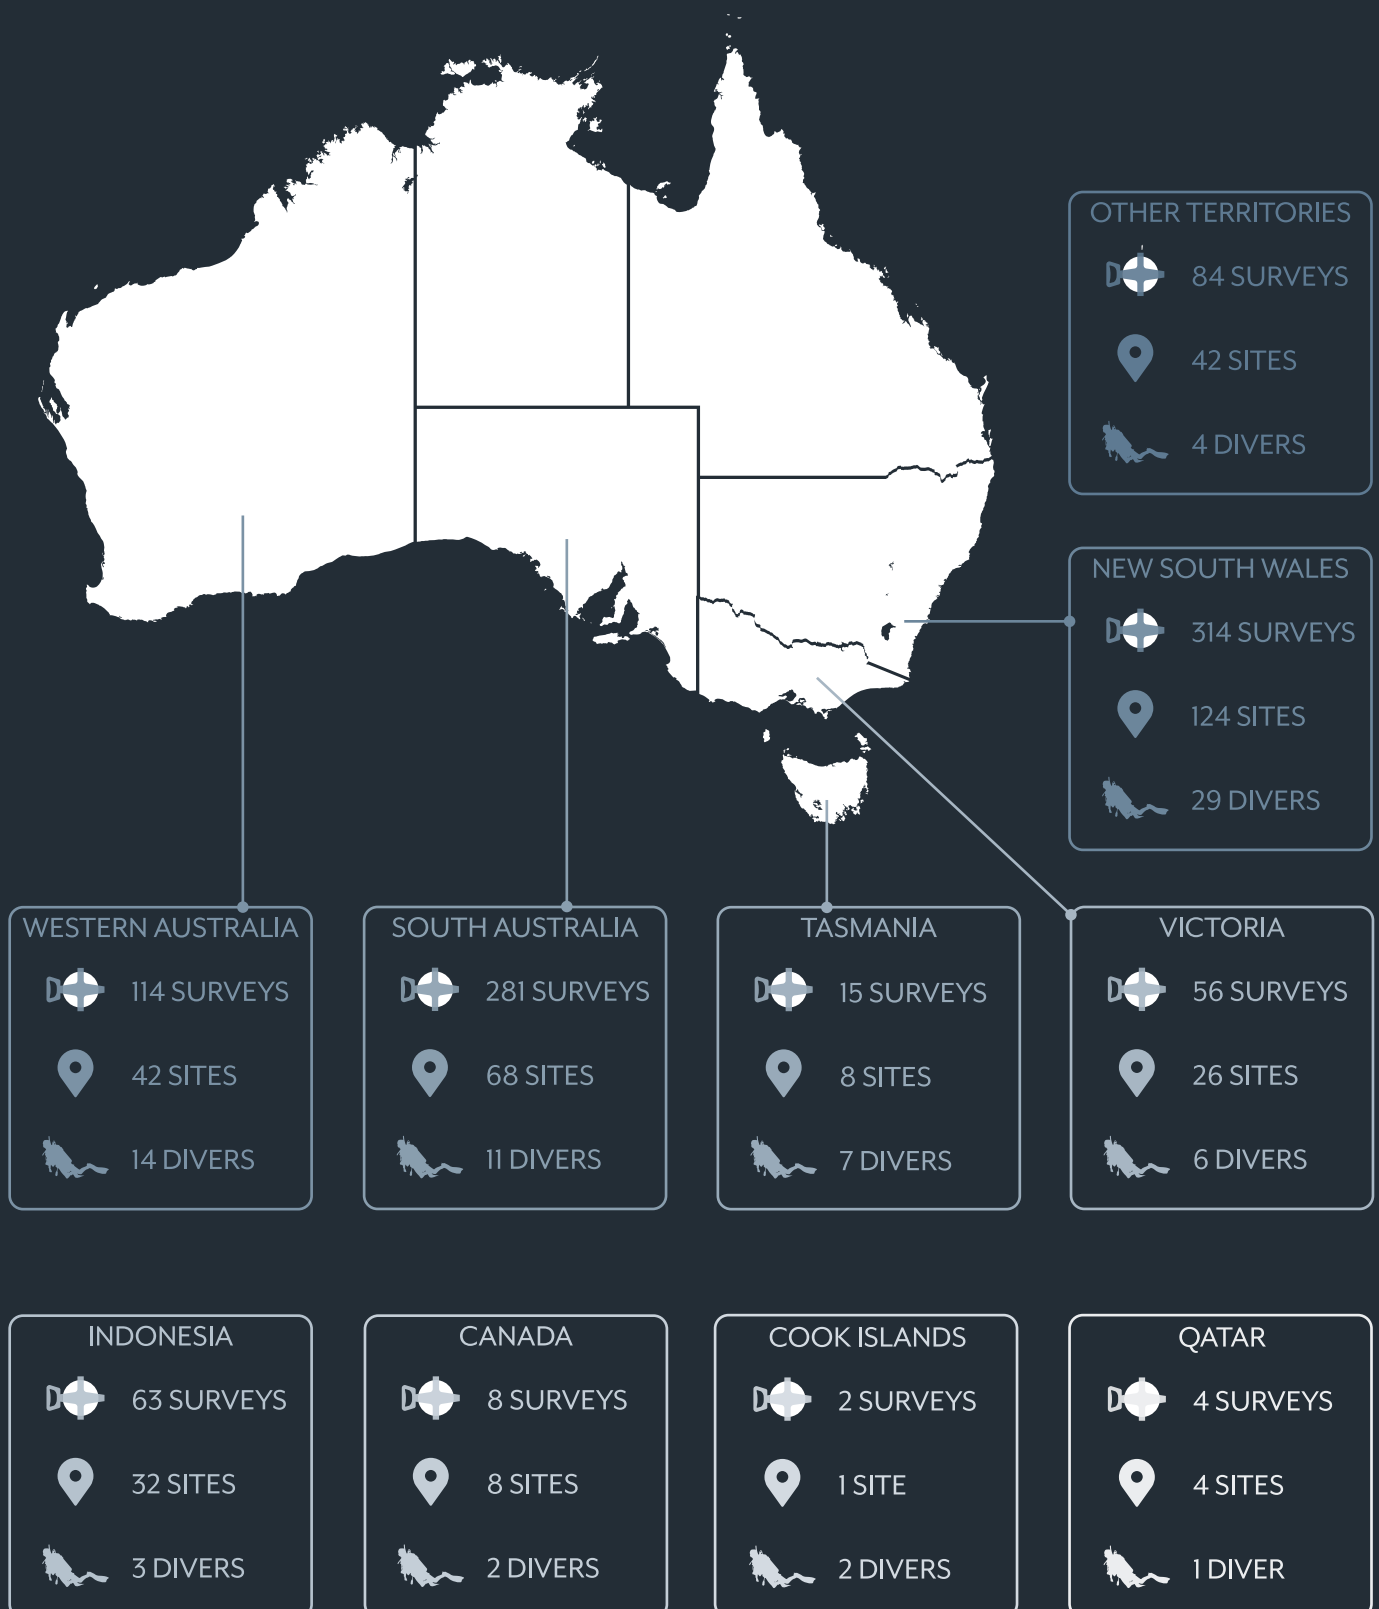 OTHER TERRITORIES
84 SURVEYS
42 SITES
4 DIVERS
NEW SOUTH WALES
314 SURVEYS
124 SITES
29 DIVERS
WESTERN AUSTRALIA
114 SURVEYS
42 SITES
14 DIVERS
SOUTH AUSTRALIA
281 SURVEYS
68 SITES
11 DIVERS
TASMANIA
15 SURVEYS
8 SITES
7 DIVERS
VICTORIA
56 SURVEYS
26 SITES
6 DIVERS
INDONESIA
63 SURVEYS
32 SITES
3 DIVERS
CANADA
8 SURVEYS
8 SITES
2 DIVERS
COOK ISLANDS
2 SURVEYS
1 SITE
2 DIVERS
QATAR
4 SURVEYS
4 SITES
1 DIVER